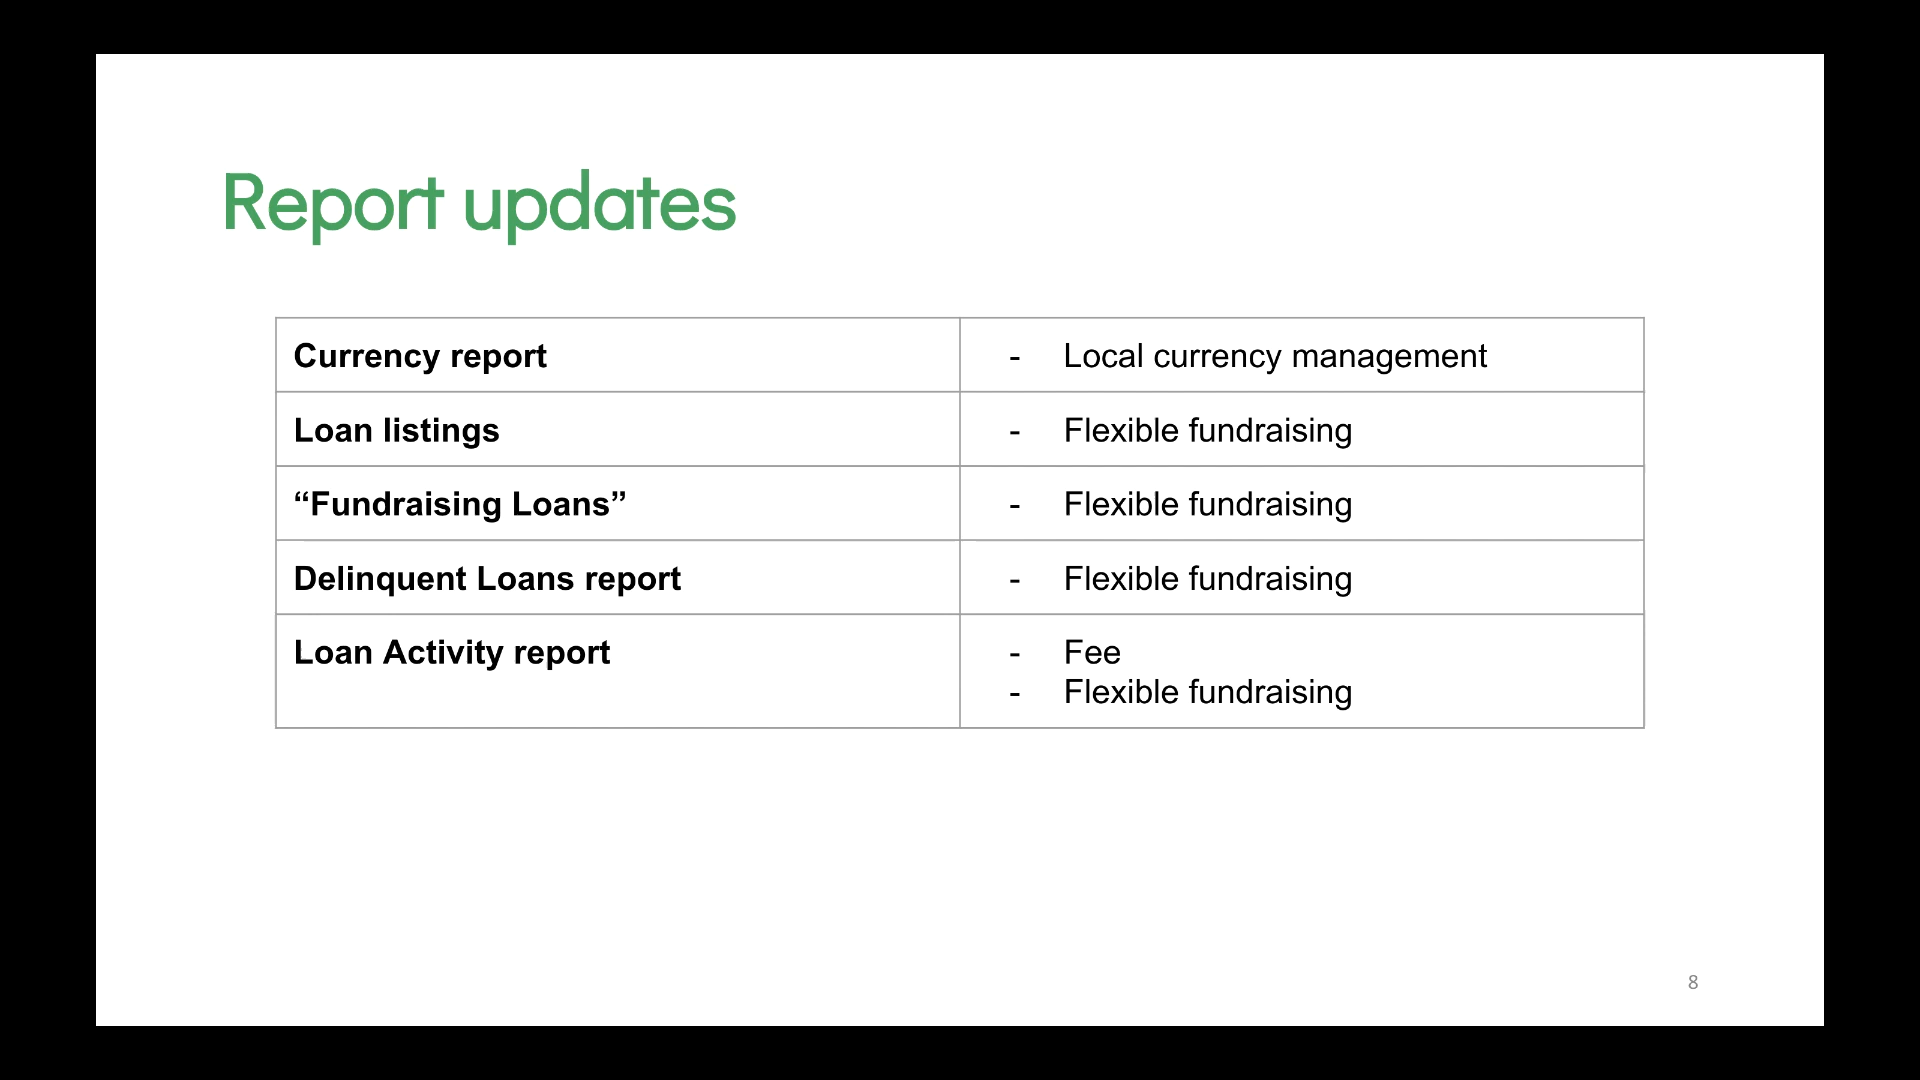 Report updates
Currency report
- Local currency management
Loan listings
- Flexible fundraising
“Fundraising Loans”
- Flexible fundraising
Delinquent Loans report
- Flexible fundraising
Loan Activity report
- Fee
- Flexible fundraising
8